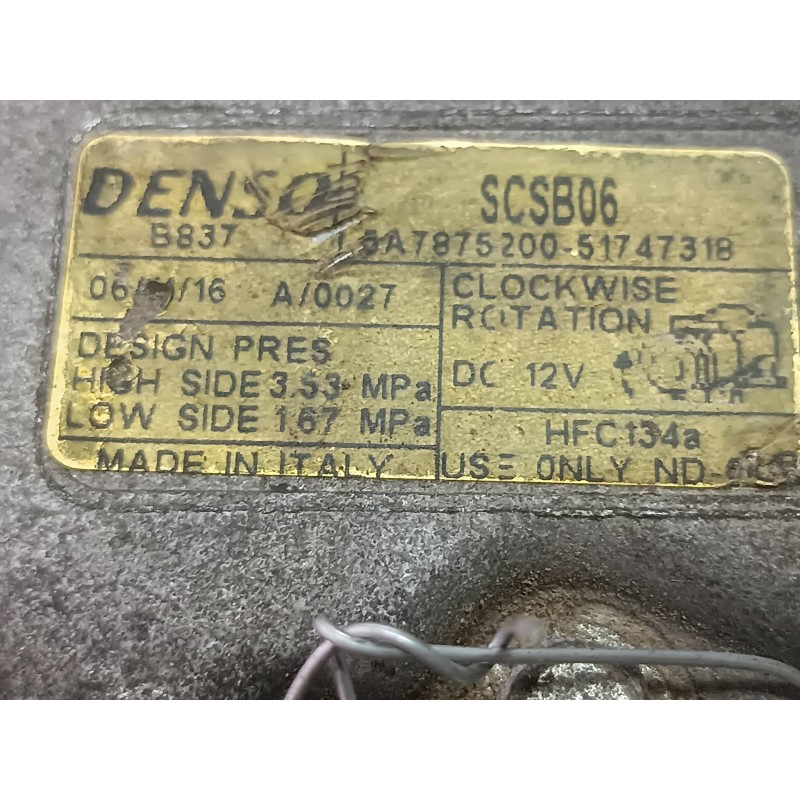 DENSO SCSB06
B837 5A7875200-51747318
/16 A/0027
CLOCKWISE
ROTATION
DESIGN PRES
HIGH SIDE 3.53 MPa
LOW SIDE 1.67 MPa
DC 12V
HFC134a
MADE IN ITALY
USE ONLY